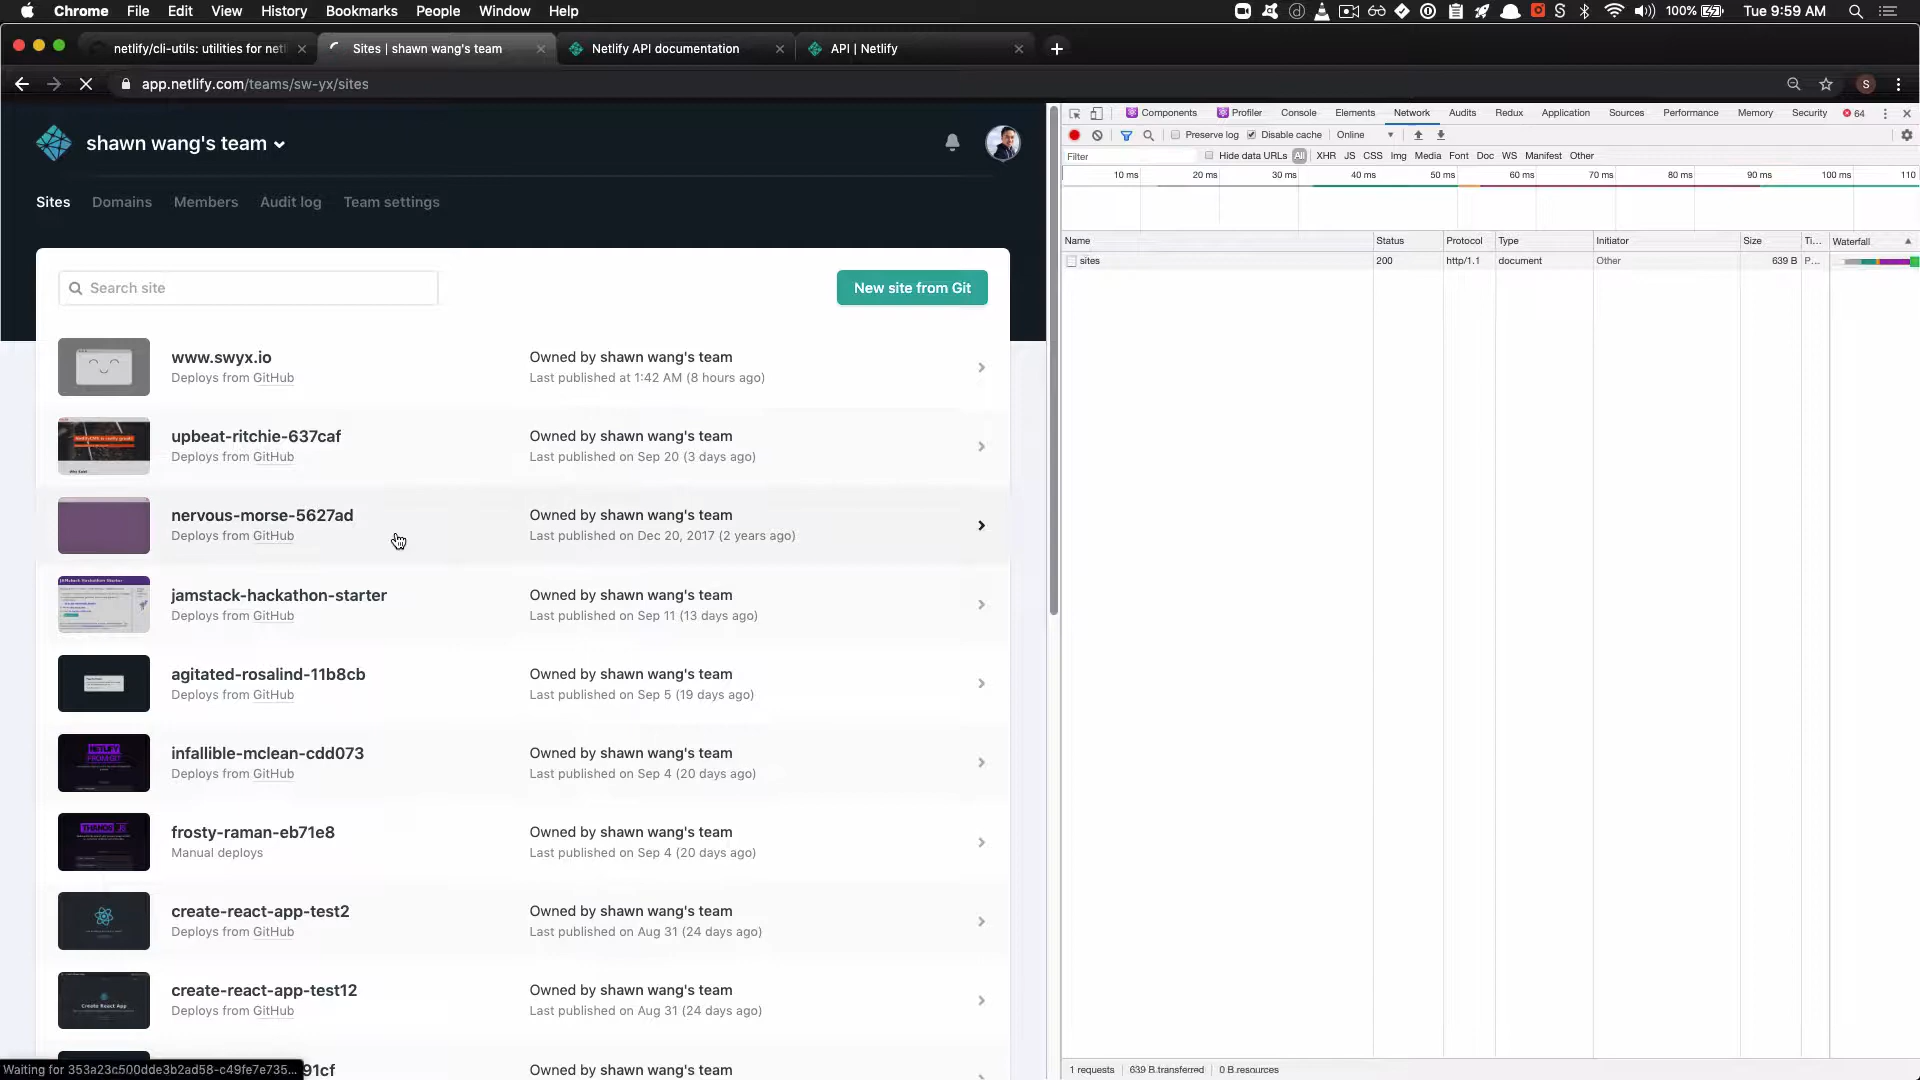 Chrome File Edit View History Bookmarks People Window Help 100% Tue 9:59 AM
netlify/cli-utils: utilities for netl
Sites | shawn wang's team
Netlify API documentation
API | Netlify
app.netlify.com/teams/sw-yx/sites
S
shawn wang's team
Sites Domains Members Audit log Team settings
Search site
New site from Git
www.swyx.io
Deploys from GitHub
Owned by shawn wang's team
Last published at 1:42 AM (8 hours ago)
upbeat-ritchie-637caf
Deploys from GitHub
Owned by shawn wang's team
Last published on Sep 20 (3 days ago)
nervous-morse-5627ad
Deploys from GitHub
Owned by shawn wang's team
Last published on Dec 20, 2017 (2 years ago)
jamstack-hackathon-starter
Deploys from GitHub
Owned by shawn wang's team
Last published on Sep 11 (13 days ago)
agitated-rosalind-11b8cb
Deploys from GitHub
Owned by shawn wang's team
Last published on Sep 5 (19 days ago)
infallible-mclean-cdd073
Deploys from GitHub
Owned by shawn wang's team
Last published on Sep 4 (20 days ago)
frosty-raman-eb71e8
Manual deploys
Owned by shawn wang's team
Last published on Sep 4 (20 days ago)
create-react-app-test2
Deploys from GitHub
Owned by shawn wang's team
Last published on Aug 31 (24 days ago)
Create React App
create-react-app-test12
Deploys from GitHub
Owned by shawn wang's team
Last published on Aug 31 (24 days ago)
91cf
Owned by shawn wang's team
Waiting for 353a23c500dde3b2ad58-c49fe7e735...
Components Profiler Console Elements Network Audits Redux Application Sources Performance Memory Security 64
Preserve log Disable cache Online
Filter Hide data URLs All XHR JS CSS Img Media Font Doc WS Manifest Other
10 ms 20 ms 30 ms 40 ms 50 ms 60 ms 70 ms 80 ms 90 ms 100 ms 110
Name Status Protocol Type Initiator Size Ti... Waterfall
sites 200 http/1.1 document Other 639 B P...
1 requests 639 B transferred 0 B resources